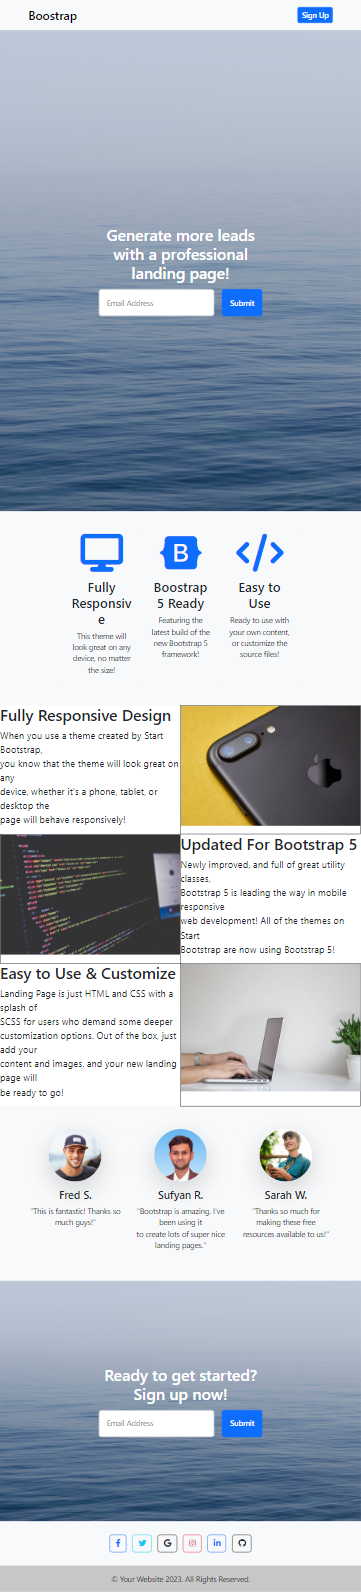 Boostrap
Sign Up
Generate more leads
with a professional
landing page!
Email Address
Submit
Fully
Responsiv
e
This theme will
look great on any
device, no matter
the size!
Boostrap
5 Ready
Featuring the
latest build of the
new Bootstrap 5
framework!
Easy to
Use
Ready to use with
your own content,
or customize the
source files!
Fully Responsive Design
When you use a theme created by Start
Bootstrap,
you know that the theme will look great on
any
device, whether it's a phone, tablet, or
desktop the
page will behave responsively!
Updated For Bootstrap 5
Newly improved, and full of great utility
classes,
Bootstrap 5 is leading the way in mobile
responsive
web development! All of the themes on
Start
Bootstrap are now using Bootstrap 5!
Easy to Use & Customize
Landing Page is just HTML and CSS with a
splash of
SCSS for users who demand some deeper
customization options. Out of the box, just
add your
content and images, and your new landing
page will
be ready to go!
Fred S.
"This is fantastic! Thanks so
much guys!"
Sufyan R.
"Bootstrap is amazing. I've
been using it
to create lots of super nice
landing pages."
Sarah W.
"Thanks so much for
making these free
resources available to us!"
Ready to get started?
Sign up now!
Email Address
Submit
© Your Website 2023. All Rights Reserved.